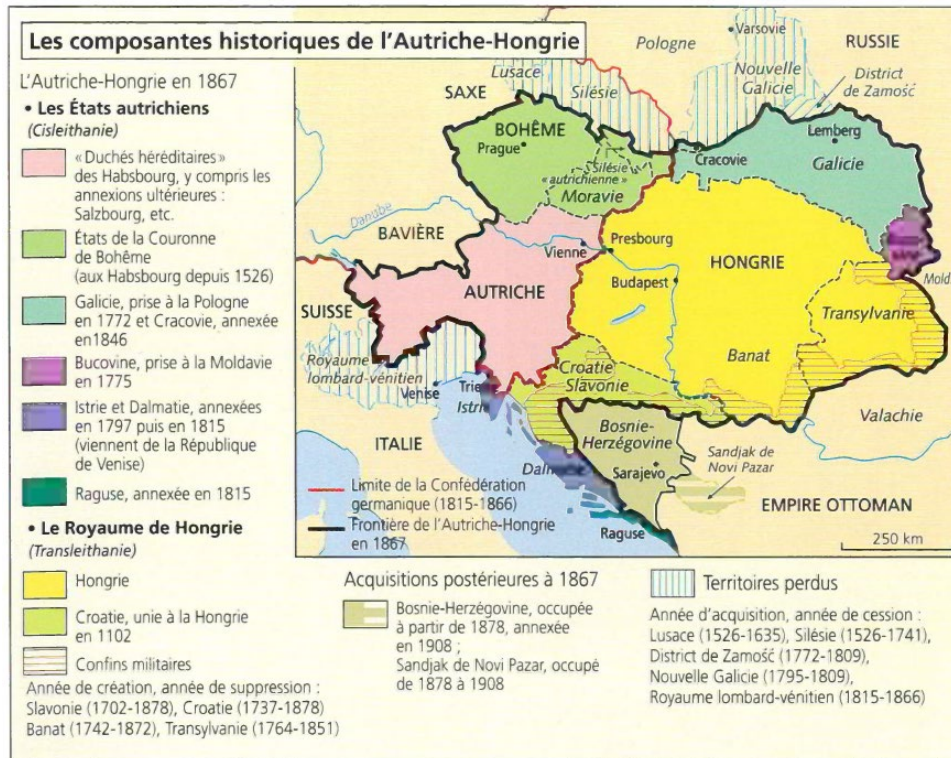 Les composantes historiques de l'Autriche-Hongrie
L'Autriche-Hongrie en 1867
• Les États autrichiens
(Cisleithanie)
« Duchés héréditaires »
des Habsbourg, y compris les
annexions ultérieures :
Salzbourg, etc.
États de la Couronne
de Bohême
(aux Habsbourg depuis 1526)
Galicie, prise à la Pologne
en 1772 et Cracovie, annexée
en1846
Bucovine, prise à la Moldavie
en 1775
Istrie et Dalmatie, annexées
en 1797 puis en 1815
(viennent de la République
de Venise)
Raguse, annexée en 1815
• Le Royaume de Hongrie
(Transleithanie)
Hongrie
Croatie, unie à la Hongrie
en 1102
Confins militaires
Année de création, année de suppression :
Slavonie (1702-1878), Croatie (1737-1878)
Banat (1742-1872), Transylvanie (1764-1851)
Pologne
Varsovie
RUSSIE
Lusace
Silésie
Nouvelle
Galicie
District
de Zamość
SAXE
BOHÊME
Prague
Lemberg
Cracovie
Galicie
Silésie
« autrichienne »
Moravie
Danube
BAVIÈRE
Vienne
Presbourg
HONGRIE
Budapest
AUTRICHE
Mold
SUISSE
Transylvanie
Royaume
lombard-vénitien
Venise
Trie
Istri
Croatie
Slavonie
Banat
Valachie
ITALIE
Bosnie-
Herzégovine
Sarajevo
Dalm
Sandjak de
Novi Pazar
EMPIRE OTTOMAN
Raguse
Limite de la Confédération
germanique (1815-1866)
Frontière de l'Autriche-Hongrie
en 1867
250 km
Acquisitions postérieures à 1867
Bosnie-Herzégovine, occupée
à partir de 1878, annexée
en 1908 ;
Sandjak de Novi Pazar, occupé
de 1878 à 1908
Territoires perdus
Année d'acquisition, année de cession :
Lusace (1526-1635), Silésie (1526-1741),
District de Zamość (1772-1809),
Nouvelle Galicie (1795-1809),
Royaume lombard-vénitien (1815-1866)